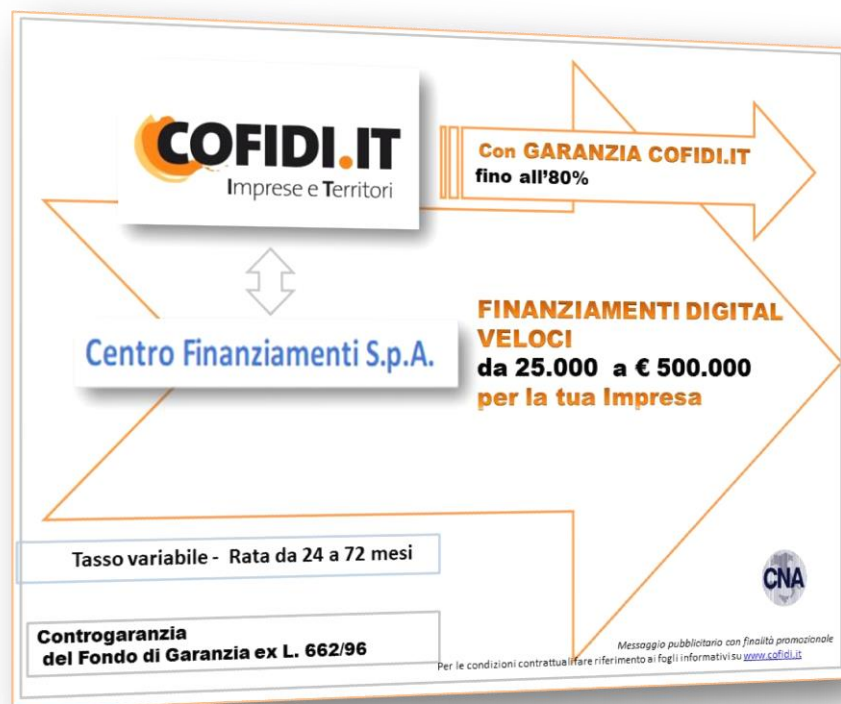 COFIDI.IT
Imprese e Territori
Con GARANZIA COFIDI.IT
fino all'80%
Centro Finanziamenti S.p.A.
FINANZIAMENTI DIGITAL
VELOCI
da 25.000 a € 500.000
per la tua Impresa
Tasso variabile - Rata da 24 a 72 mesi
CNA
Controgaranzia
del Fondo di Garanzia ex L. 662/96
Messaggio pubblicitario con finalità promozionale
Per le condizioni contrattuali fare riferimento ai fogli informativi su www.cofidi.it